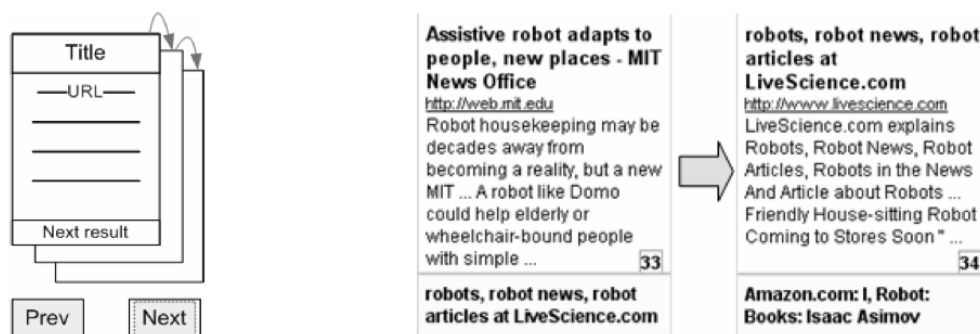 Title
URL
Next result
Prev
Next
Assistive robot adapts to
people, new places - MIT
News Office
http://web.mit.edu
Robot housekeeping may be
decades away from
becoming a reality, but a new
MIT ... A robot like Domo
could help elderly or
wheelchair-bound people
with simple ...
33
robots, robot news, robot
articles at LiveScience.com
robots, robot news, robot
articles at
LiveScience.com
http://www.livescience.com
LiveScience.com explains
Robots, Robot News, Robot
Articles, Robots in the News
And Article about Robots ...
Friendly House-sitting Robot
Coming to Stores Soon " ...
34
Amazon.com: I, Robot:
Books: Isaac Asimov